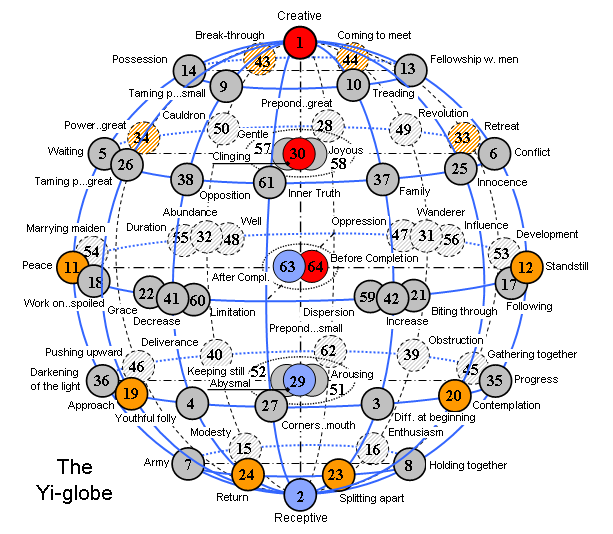 Creative
Break-through
Coming to meet
1
43
44
Possession
14
13
Fellowship w. men
Taming p...small
9
10
Treading
Prepond..great
Cauldron
50
28
49
Revolution
Power..great
34
33
Retreat
Gentle
57
30
Joyous
58
Clinging
Waiting
5
26
25
6
Conflict
Taming p...great
38
Opposition
61
Inner Truth
37
Family
Innocence
Marrying maiden
54
Abundance
Duration
55
32
48
Well
Oppression
47
31
56
Wanderer
Influence
Development
53
Peace
11
18
63
64
Before Completion
After Compl.
12
Standstill
17
Following
Work on..spoiled
22
41
60
Grace
Decrease
Limitation
59
42
21
Dispersion
Increase
Biting through
Deliverance
Prepond...small
Obstruction
Pushing upward
46
40
62
39
45
Gathering together
Keeping still
52
Abysmal
29
Arousing
51
Darkening
of the light
36
19
Approach
Youthful folly
4
27
Corners..mouth
3
Diff. at beginning
20
Contemplation
35
Progress
Modesty
15
16
Enthusiasm
Army
7
24
Return
23
Splitting apart
8
Holding together
2
Receptive
The
Yi-globe